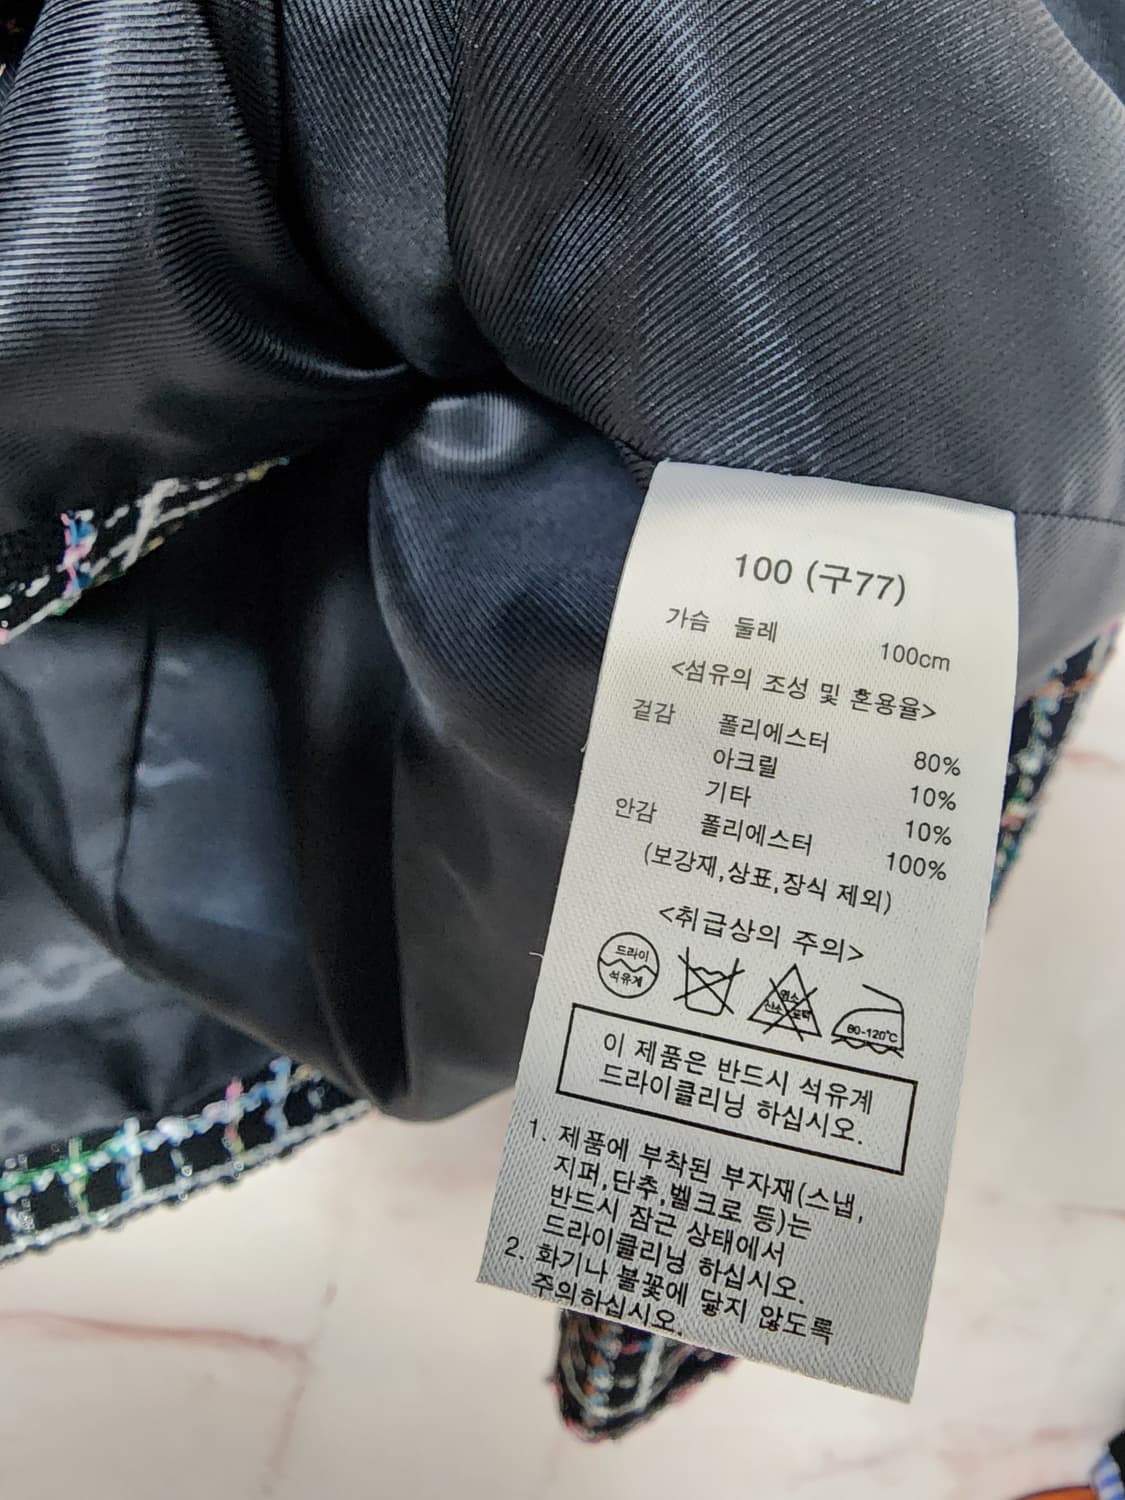 100 (구77)
가슴 둘레 100cm
<섬유의 조성 및 혼용율>
겉감 폴리에스터 80%
아크릴 10%
기타 10%
안감 폴리에스터 100%
(보강재,상표,장식 제외)
<취급상의 주의>
드라이
석유계
염소
80-120℃
이 제품은 반드시 석유계
드라이클리닝 하십시오.
1. 제품에 부착된 부자재(스냅,
지퍼,단추,벨크로 등)는
반드시 잠근 상태에서
드라이클리닝 하십시오.
2. 화기나 불꽃에 닿지 않도록
주의하십시오.